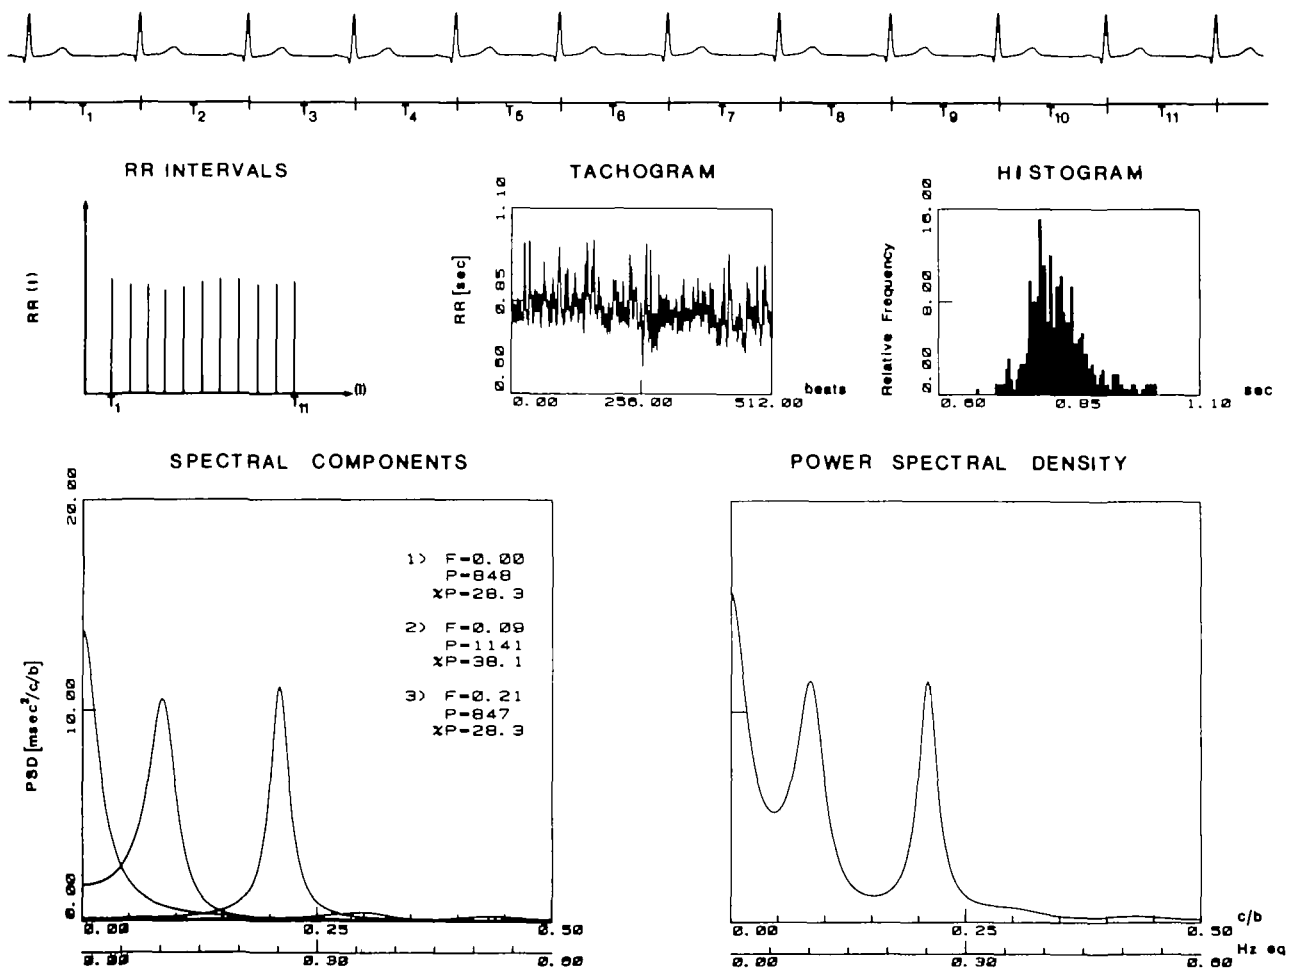 T1 T2 T3 T4 T5 T6 T7 T8 T9 T10 T11
RR INTERVALS
RR (I)
(I)
T1 T11
TACHOGRAM
RR [sec]
1.10
0.85
0.60
0.00 256.00 512.00
beats
HISTOGRAM
Relative Frequency
16.00
8.00
0.00
0.60 0.85 1.10
sec
SPECTRAL COMPONENTS
PSD [msec²/c/b]
20.00
10.00
0.00
1) F=0.00
P=848
%P=28.3
2) F=0.09
P=1141
%P=38.1
3) F=0.21
P=847
%P=28.3
0.00 0.25 0.50
0.00 0.30 0.60
POWER SPECTRAL DENSITY
0.00 0.25 0.50
c/b
0.00 0.30 0.60
Hz eq